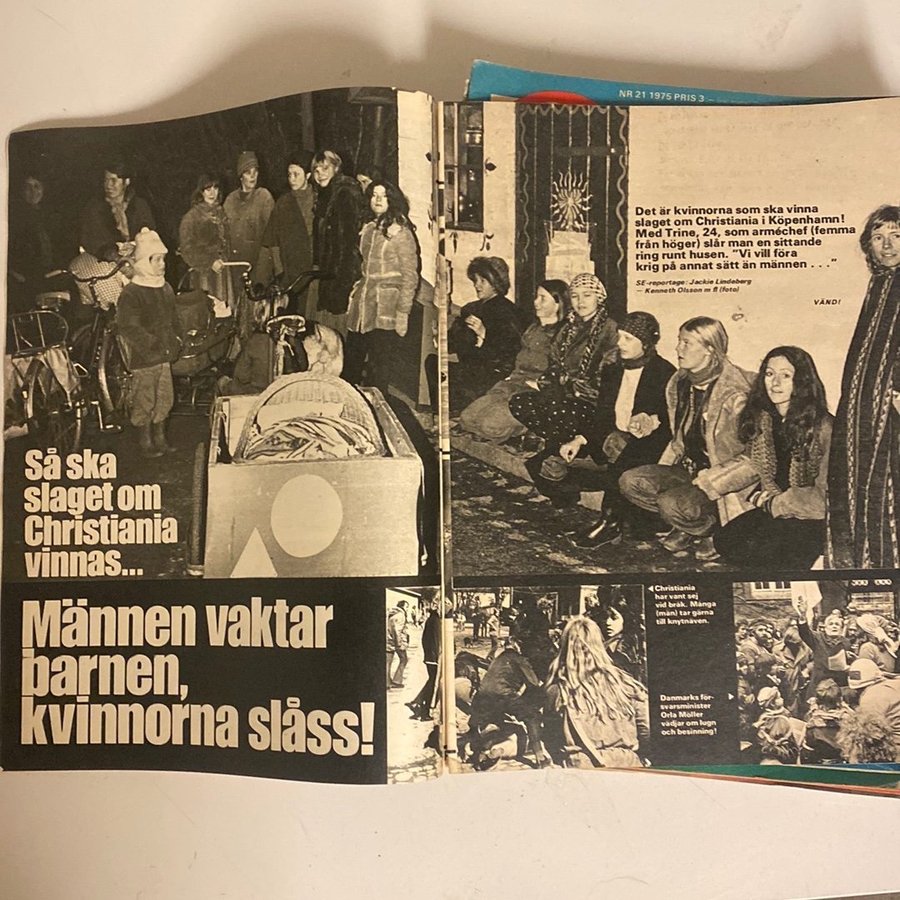 NR 21 1975 PRIS 3
Det är kvinnorna som ska vinna
slaget om Christiania i Köpenhamn!
Med Trine, 24, som arméchef (femma
från höger) slår man en sittande
ring runt husen. "Vi vill föra
krig på annat sätt än männen . . ."
SE-reportage: Jackie Lindeberg
— Kenneth Olsson m fl (foto)
VÄND!
Så ska
slaget om
Christiania
vinnas...
Männen vaktar
barnen,
kvinnorna slåss!
Christiania
har vant sej
vid bråk. Många
(män) tar gärna
till knytnäven.
Danmarks för-
svarsminister
Orla Möller
vädjar om lugn
och besinning!